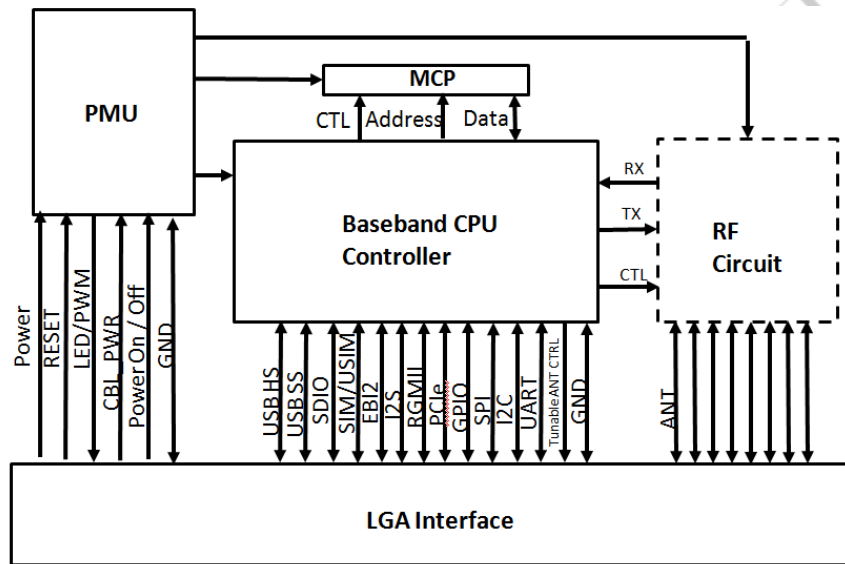 PMU
MCP
CTL
Address
Data
Baseband CPU
Controller
RX
TX
CTL
RF
Circuit
Power
RESET
LED/PWM
CBL_PWR
Power On / Off
GND
USB HS
USB SS
SDIO
SIM/USIM
EBI2
I2S
RGMII
PCIe
GPIO
SPI
I2C
UART
Tunable ANT CTRL
GND
ANT
LGA Interface